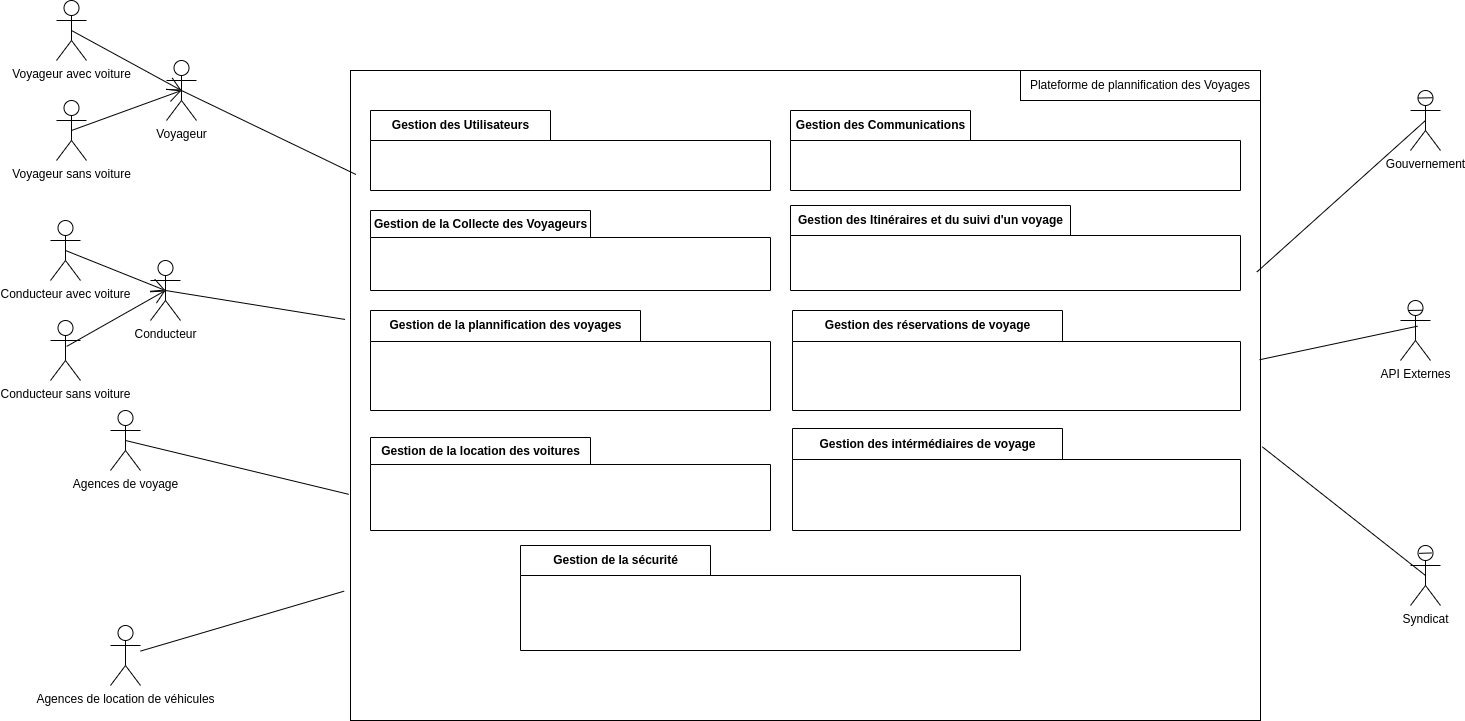 Voyageur avec voiture
Voyageur
Voyageur sans voiture
Conducteur avec voiture
Conducteur
Conducteur sans voiture
Agences de voyage
Agences de location de véhicules
Plateforme de plannification des Voyages
Gestion des Utilisateurs
Gestion des Communications
Gestion de la Collecte des Voyageurs
Gestion des Itinéraires et du suivi d'un voyage
Gestion de la plannification des voyages
Gestion des réservations de voyage
Gestion de la location des voitures
Gestion des intérmédiaires de voyage
Gestion de la sécurité
Gouvernement
API Externes
Syndicat